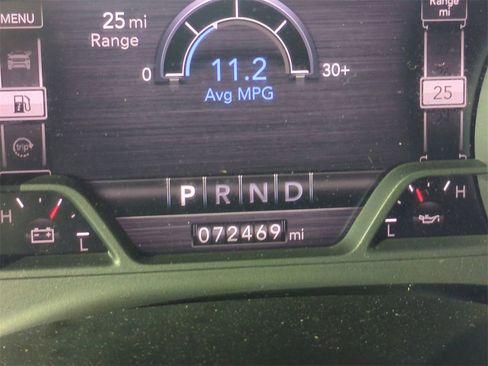 MENU
25 mi
Range
Range
mi
0
30+
11.2
Avg MPG
25
trip
P R N D
H
L
072469 mi
L
H